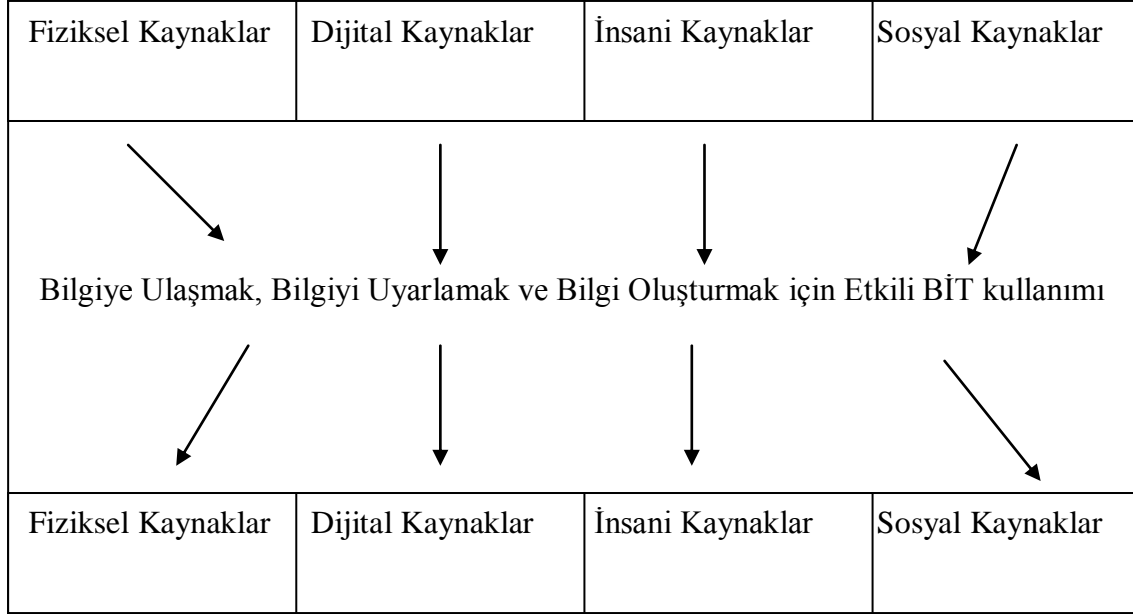 Fiziksel Kaynaklar Dijital Kaynaklar İnsani Kaynaklar Sosyal Kaynaklar
Bilgiye Ulaşmak, Bilgiyi Uyarlamak ve Bilgi Oluşturmak için Etkili BİT kullanımı
Fiziksel Kaynaklar Dijital Kaynaklar İnsani Kaynaklar Sosyal Kaynaklar